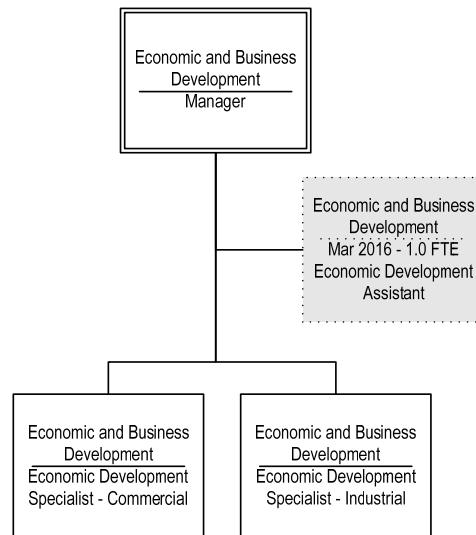 Economic and Business
Development
Manager
Economic and Business
Development
Mar 2016 - 1.0 FTE
Economic Development
Assistant
Economic and Business
Development
Economic Development
Specialist - Commercial
Economic and Business
Development
Economic Development
Specialist - Industrial